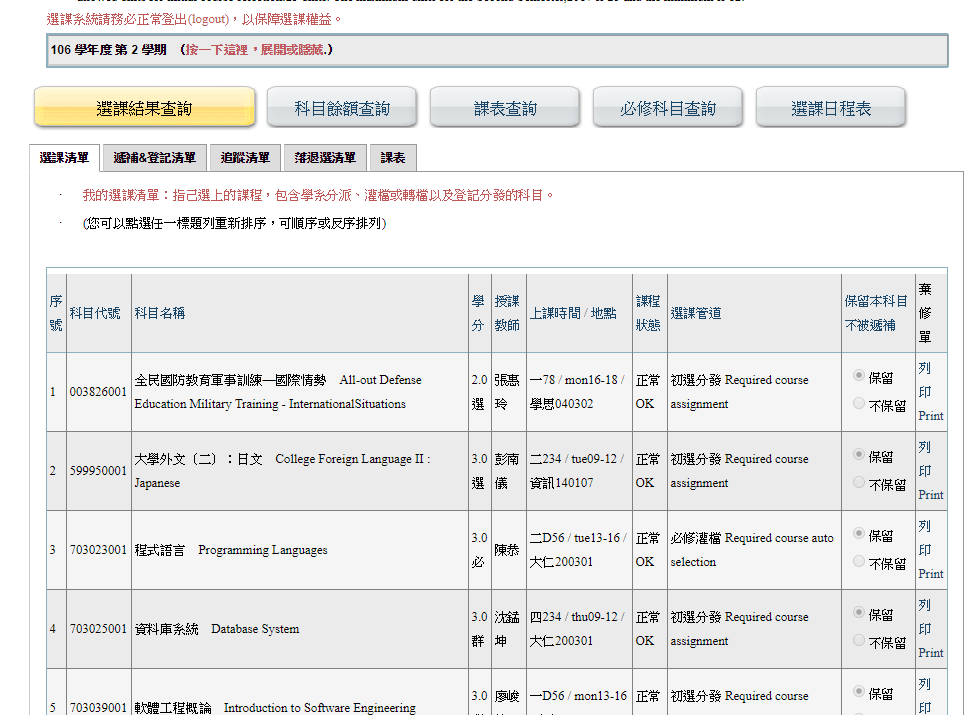 選課系統請務必正常登出(logout)，以保障選課權益。
106 學年度 第 2 學期 （按一下這裡，展開或隱藏.）
選課結果查詢 科目餘額查詢 課表查詢 必修科目查詢 選課日程表
選課清單 遞補&登記清單 追蹤清單 落退選清單 課表
· 我的選課清單：指已選上的課程，包含學系分派、灌檔或轉檔以及登記分發的科目。
· (您可以點選任一標題列重新排序，可順序或反序排列)
序號 科目代號 科目名稱 學分 授課教師 上課時間 / 地點 課程狀態 選課管道 保留本科目不被遞補 棄修單
1 003826001 全民國防教育軍事訓練—國際情勢 All-out Defense 2.0 張惠 一78 / mon16-18 / 正常 初選分發 Required course 保留 列
Education Military Training - InternationalSituations 選 玲 學思040302 OK assignment 不保留 印
Print
2 599950001 大學外文（二）：日文 College Foreign Language II : 3.0 彭南 二234 / tue09-12 / 正常 初選分發 Required course 保留 列
Japanese 選 儀 資訊140107 OK assignment 不保留 印
Print
3 703023001 程式語言 Programming Languages 3.0 必 陳恭 二D56 / tue13-16 / 正常 必修灌檔 Required course auto 保留 列
大仁200301 OK selection 不保留 印
Print
4 703025001 資料庫系統 Database System 3.0 群 沈錳坤 四234 / thu09-12 / 正常 初選分發 Required course 保留 列
大仁200301 OK assignment 不保留 印
Print
5 703039001 軟體工程概論 Introduction to Software Engineering 3.0 廖峻 一D56 / mon13-16 正常 初選分發 Required course 保留 列
印